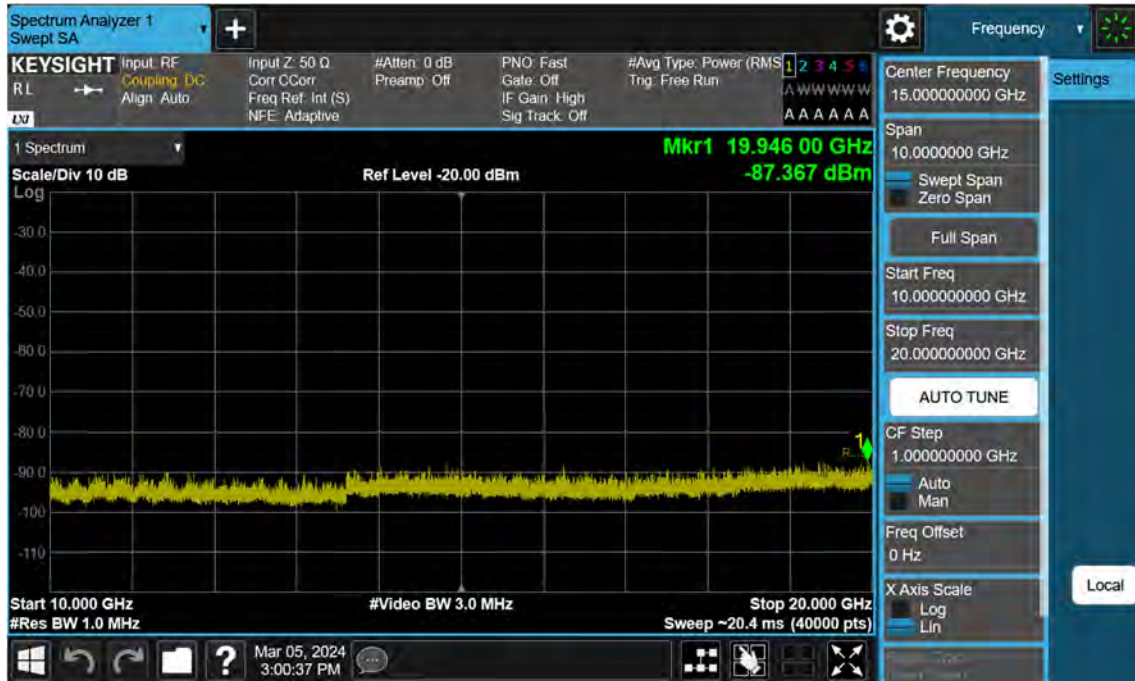 Spectrum Analyzer 1
Swept SA
+
Frequency
KEYSIGHT
RL
LXI
Input: RF
Coupling: DC
Align: Auto
Input Z: 50 Ω
Corr CCorr
Freq Ref: Int (S)
NFE: Adaptive
#Atten: 0 dB
Preamp: Off
PNO: Fast
Gate: Off
IF Gain: High
Sig Track: Off
#Avg Type: Power (RMS
Trig: Free Run
1 2 3 4 5 6
A W W W W W
A A A A A A
1 Spectrum
Mkr1 19.946 00 GHz
Scale/Div 10 dB
Ref Level -20.00 dBm
-87.367 dBm
Log
-30.0
-40.0
-50.0
-60.0
-70.0
-80.0
-90.0
-100
-110
1
Start 10.000 GHz
#Video BW 3.0 MHz
Stop 20.000 GHz
#Res BW 1.0 MHz
Sweep ~20.4 ms (40000 pts)
?
Mar 05, 2024
3:00:37 PM
Center Frequency
15.000000000 GHz
Settings
Span
10.0000000 GHz
Swept Span
Zero Span
Full Span
Start Freq
10.000000000 GHz
Stop Freq
20.000000000 GHz
AUTO TUNE
CF Step
1.000000000 GHz
Auto
Man
Freq Offset
0 Hz
X Axis Scale
Log
Lin
Local